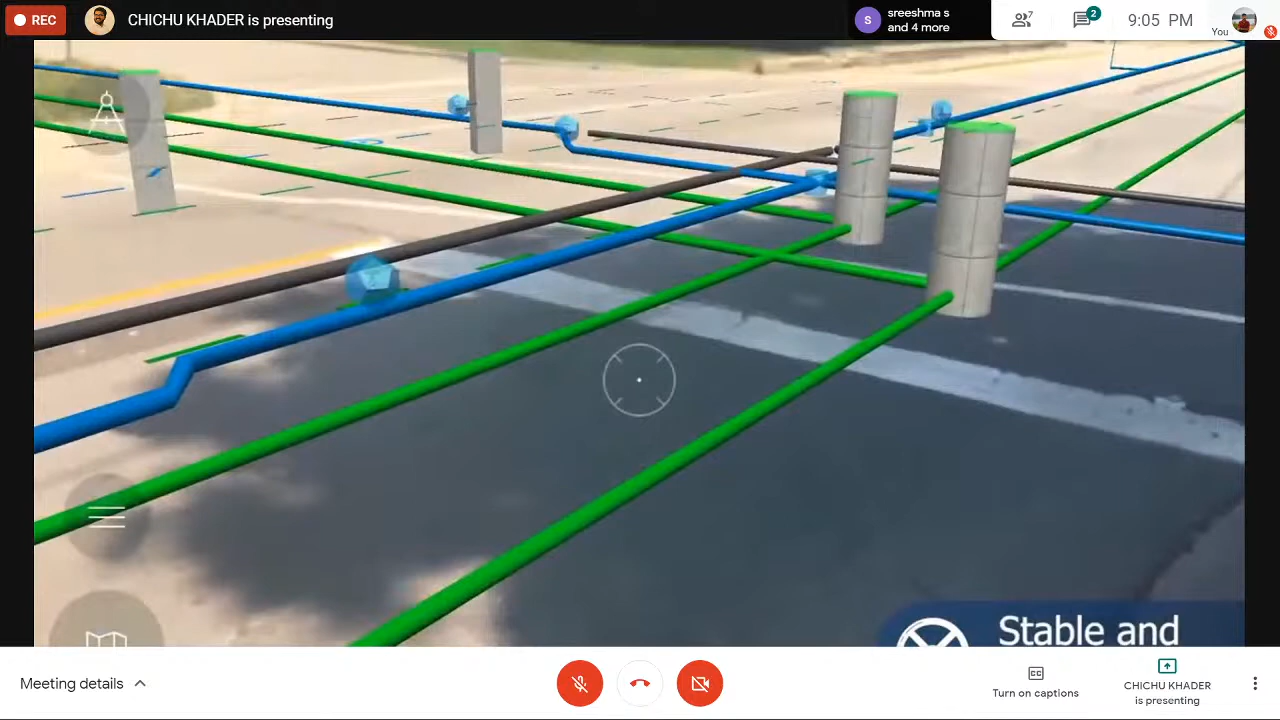 REC
CHICHU KHADER is presenting
S
sreeshma s
and 4 more
7
2
9:05 PM
You
Stable and
Meeting details
Turn on captions
CHICHU KHADER
is presenting